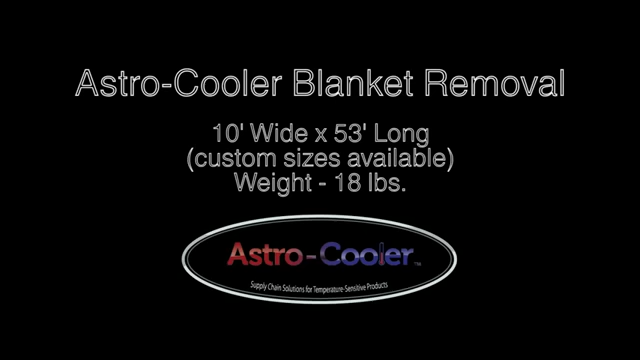 Astro-Cooler Blanket Removal
10' Wide x 53' Long
(custom sizes available)
Weight - 18 lbs.
Astro-Cooler™
Supply Chain Solutions for Temperature-Sensitive Products